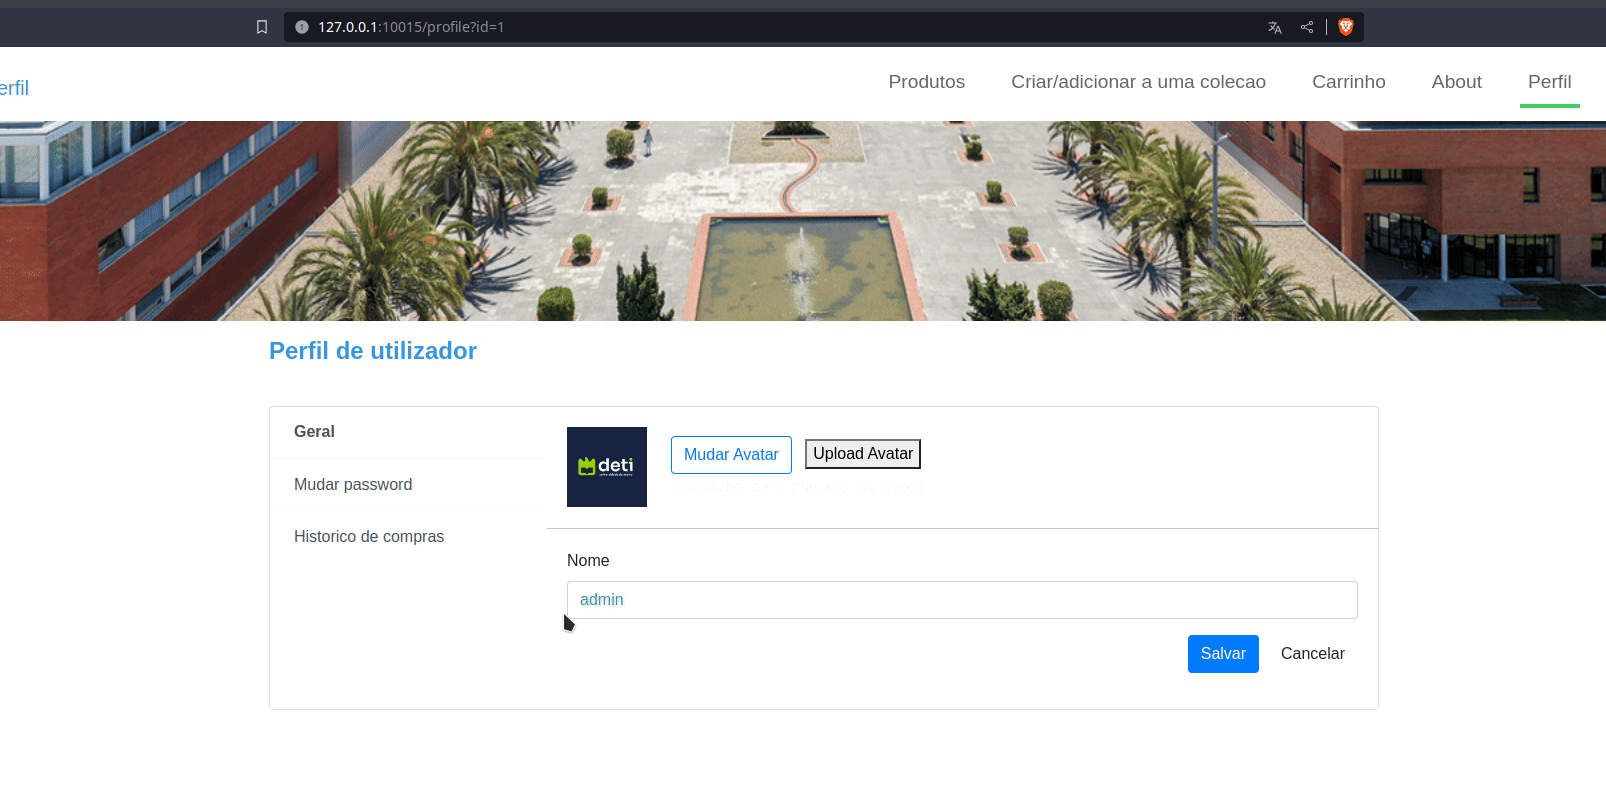 127.0.0.1:10015/profile?id=1
erfil
Produtos
Criar/adicionar a uma colecao
Carrinho
About
Perfil
Perfil de utilizador
Geral
Mudar password
Historico de compras
deti
Mudar Avatar
Upload Avatar
Nome
admin
Salvar
Cancelar